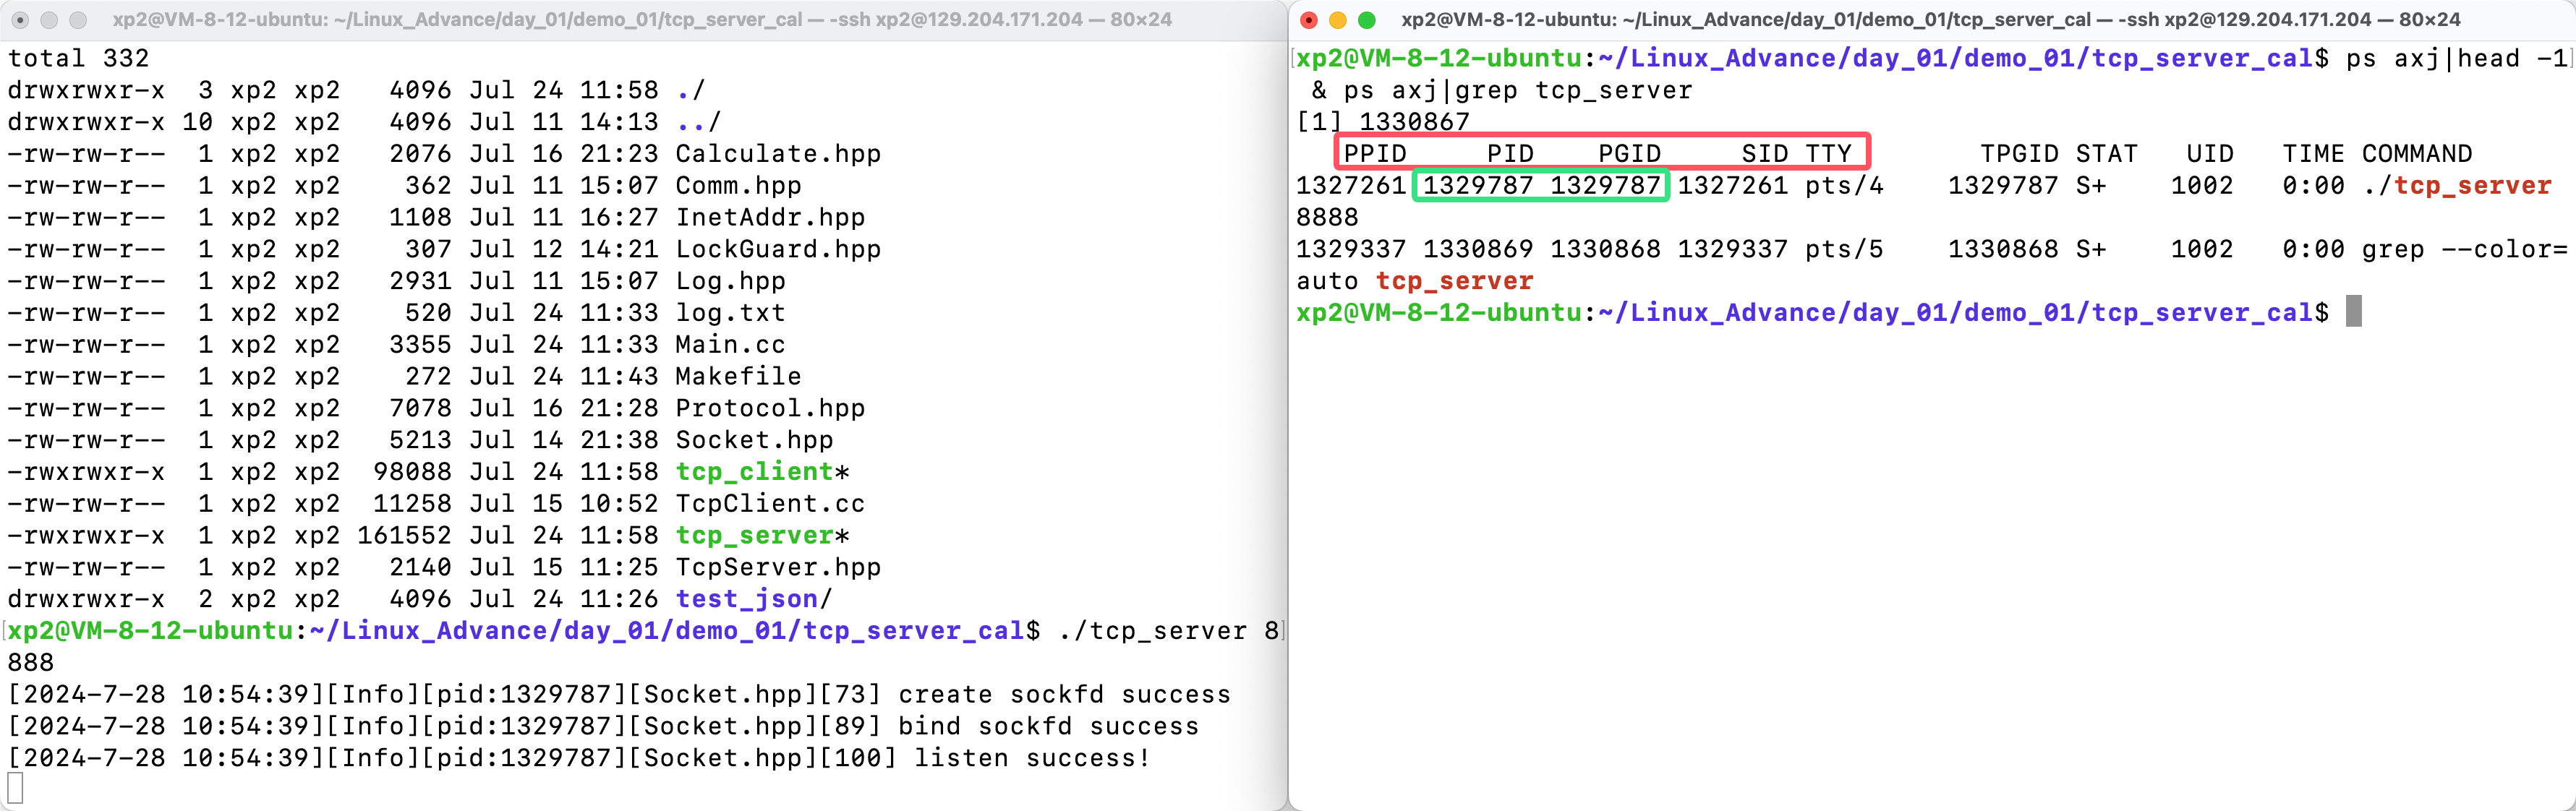 xp2@VM-8-12-ubuntu: ~/Linux_Advance/day_01/demo_01/tcp_server_cal — -ssh xp2@129.204.171.204 — 80×24
total 332
drwxrwxr-x  3 xp2 xp2   4096 Jul 24 11:58 ./
drwxrwxr-x 10 xp2 xp2   4096 Jul 11 14:13 ../
-rw-rw-r--  1 xp2 xp2   2076 Jul 16 21:23 Calculate.hpp
-rw-rw-r--  1 xp2 xp2    362 Jul 11 15:07 Comm.hpp
-rw-rw-r--  1 xp2 xp2   1108 Jul 11 16:27 InetAddr.hpp
-rw-rw-r--  1 xp2 xp2    307 Jul 12 14:21 LockGuard.hpp
-rw-rw-r--  1 xp2 xp2   2931 Jul 11 15:07 Log.hpp
-rw-rw-r--  1 xp2 xp2    520 Jul 24 11:33 log.txt
-rw-rw-r--  1 xp2 xp2   3355 Jul 24 11:33 Main.cc
-rw-rw-r--  1 xp2 xp2    272 Jul 24 11:43 Makefile
-rw-rw-r--  1 xp2 xp2   7078 Jul 16 21:28 Protocol.hpp
-rw-rw-r--  1 xp2 xp2   5213 Jul 14 21:38 Socket.hpp
-rwxrwxr-x  1 xp2 xp2  98088 Jul 24 11:58 tcp_client*
-rw-rw-r--  1 xp2 xp2  11258 Jul 15 10:52 TcpClient.cc
-rwxrwxr-x  1 xp2 xp2 161552 Jul 24 11:58 tcp_server*
-rw-rw-r--  1 xp2 xp2   2140 Jul 15 11:25 TcpServer.hpp
drwxrwxr-x  2 xp2 xp2   4096 Jul 24 11:26 test_json/
xp2@VM-8-12-ubuntu:~/Linux_Advance/day_01/demo_01/tcp_server_cal$ ./tcp_server 8
888
[2024-7-28 10:54:39][Info][pid:1329787][Socket.hpp][73] create sockfd success
[2024-7-28 10:54:39][Info][pid:1329787][Socket.hpp][89] bind sockfd success
[2024-7-28 10:54:39][Info][pid:1329787][Socket.hpp][100] listen success!
xp2@VM-8-12-ubuntu: ~/Linux_Advance/day_01/demo_01/tcp_server_cal — -ssh xp2@129.204.171.204 — 80×24
xp2@VM-8-12-ubuntu:~/Linux_Advance/day_01/demo_01/tcp_server_cal$ ps axj|head -1
 & ps axj|grep tcp_server
[1] 1330867
   PPID     PID    PGID     SID TTY        TPGID STAT   UID   TIME COMMAND
1327261 1329787 1329787 1327261 pts/4    1329787 S+    1002   0:00 ./tcp_server
8888
1329337 1330869 1330868 1329337 pts/5    1330868 S+    1002   0:00 grep --color=
auto tcp_server
xp2@VM-8-12-ubuntu:~/Linux_Advance/day_01/demo_01/tcp_server_cal$